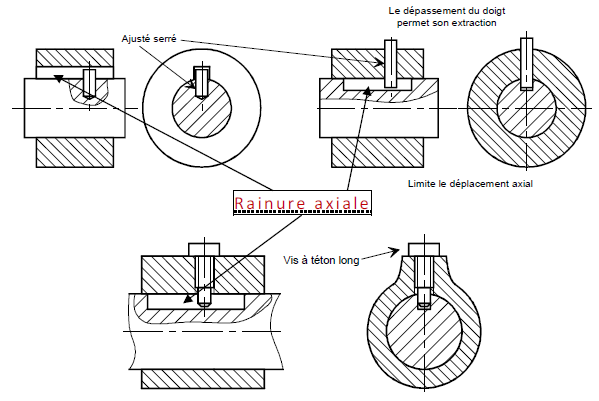 Le dépassement du doigt
permet son extraction
Ajusté serré
Rainure axiale
Limite le déplacement axial
Vis à téton long